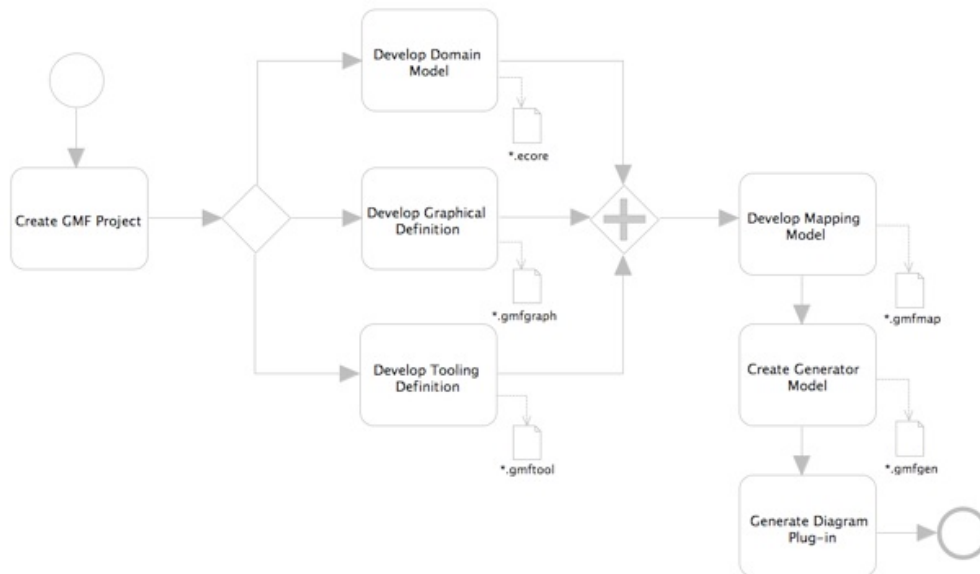 Create GMF Project
Develop Domain
Model
*.ecore
Develop Graphical
Definition
*.gmfgraph
Develop Tooling
Definition
*.gmftool
Develop Mapping
Model
*.gmfmap
Create Generator
Model
*.gmfgen
Generate Diagram
Plug-in